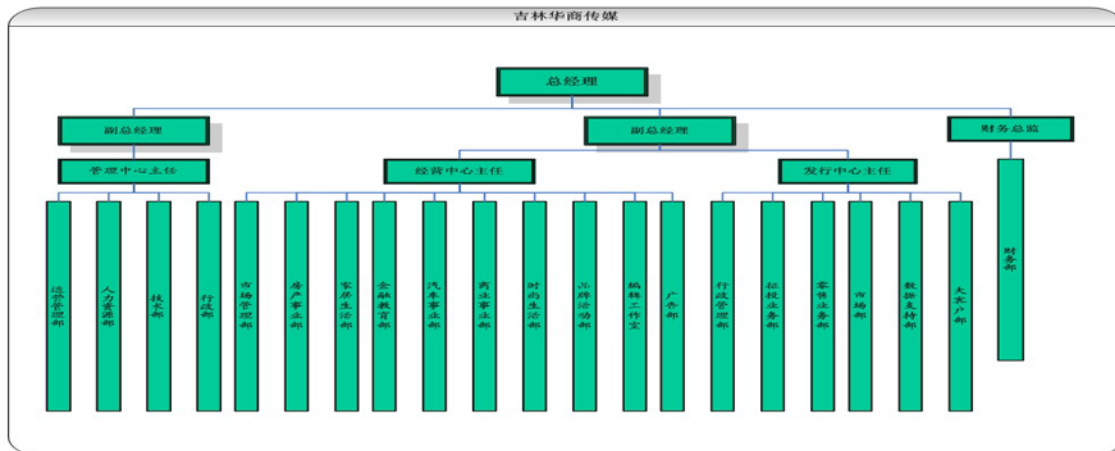 吉林华商传媒
总经理
副总经理
副总经理
财务总监
管理中心主任
经营中心主任
发行中心主任
运营管理部
人力资源部
技术部
行政部
市场管理部
房产事业部
家居生活部
金融教育部
汽车事业部
商业事业部
时尚生活部
品牌活动部
编辑工作室
广告部
行政管理部
征投业务部
零售业务部
市场部
数据支持部
大客户部
财务部